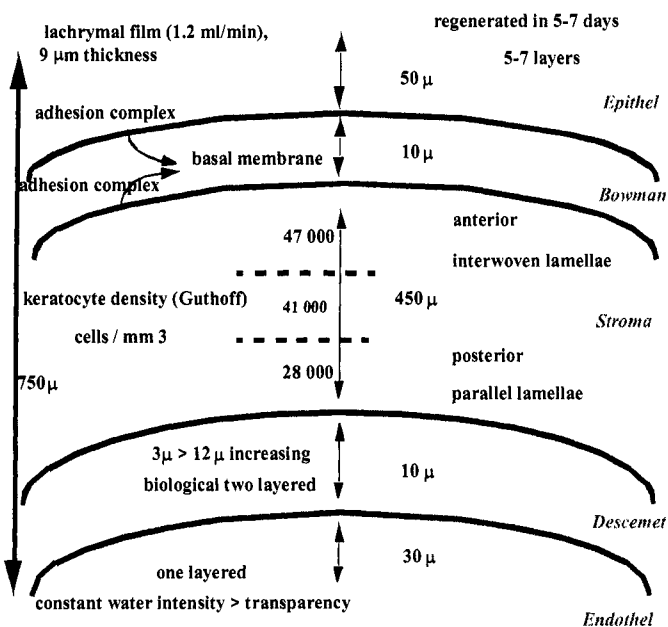 lachrymal film (1.2 ml/min),
9 µm thickness
regenerated in 5-7 days
5-7 layers
50 µ
Epithel
adhesion complex
basal membrane
10 µ
adhesion complex
Bowman
47 000
anterior
interwoven lamellae
keratocyte density (Guthoff)
41 000
450 µ
Stroma
cells / mm 3
28 000
posterior
750 µ
parallel lamellae
3µ > 12 µ increasing
biological two layered
10 µ
Descemet
30 µ
one layered
constant water intensity > transparency
Endothel